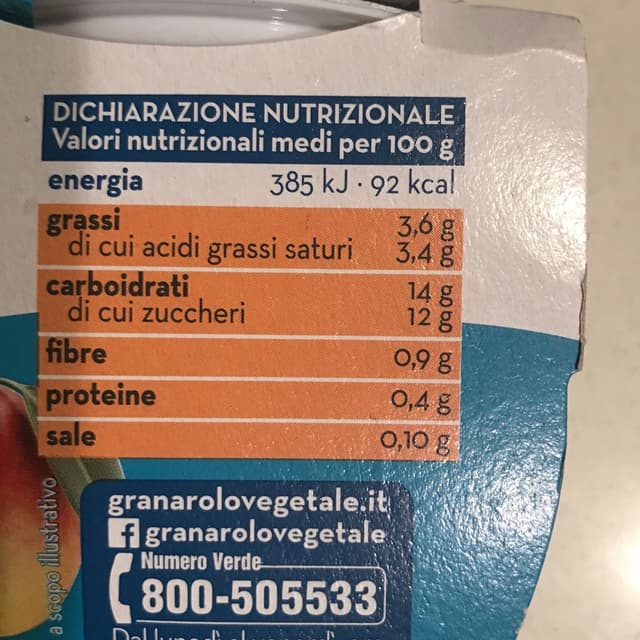 DICHIARAZIONE NUTRIZIONALE
Valori nutrizionali medi per 100 g
energia 385 kJ · 92 kcal
grassi 3,6 g
di cui acidi grassi saturi 3,4 g
carboidrati 14 g
di cui zuccheri 12 g
fibre 0,9 g
proteine 0,4 g
sale 0,10 g
granarolovegetale.it
f granarolovegetale
Numero Verde
800-505533
a scopo illustrativo